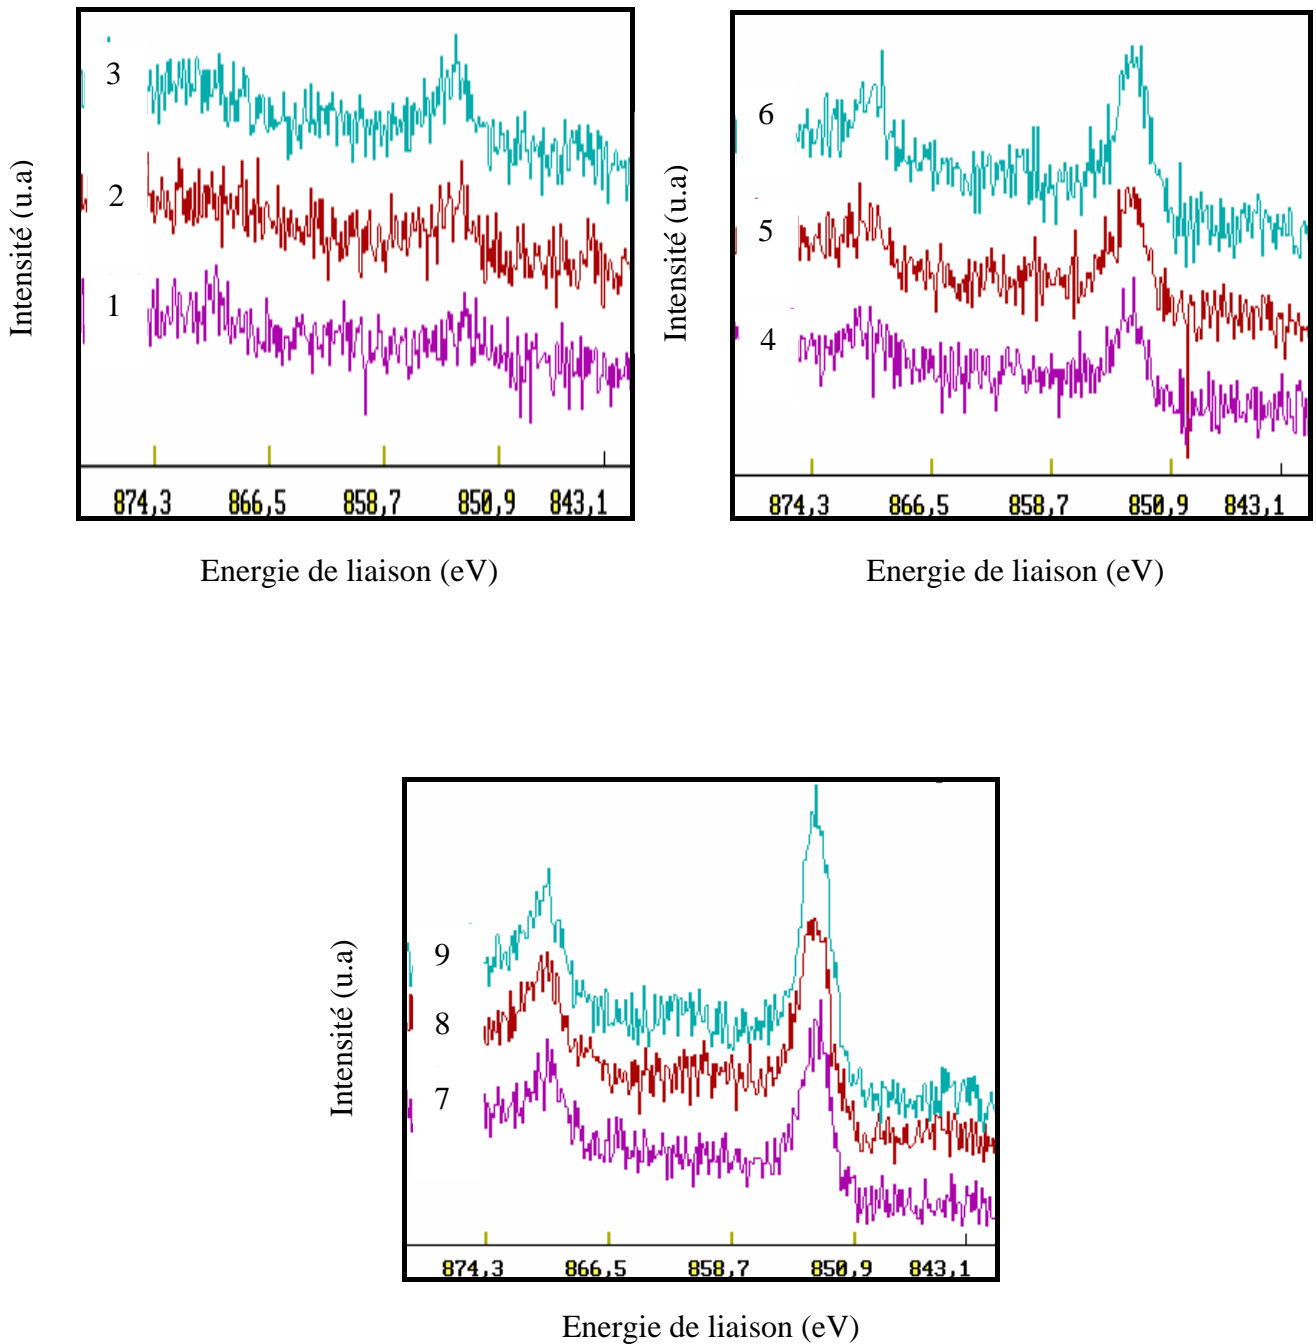 Intensité (u.a)
3
2
1
874,3 866,5 858,7 850,9 843,1
Energie de liaison (eV)
Intensité (u.a)
6
5
4
874,3 866,5 858,7 850,9 843,1
Energie de liaison (eV)
Intensité (u.a)
9
8
7
874,3 866,5 858,7 850,9 843,1
Energie de liaison (eV)